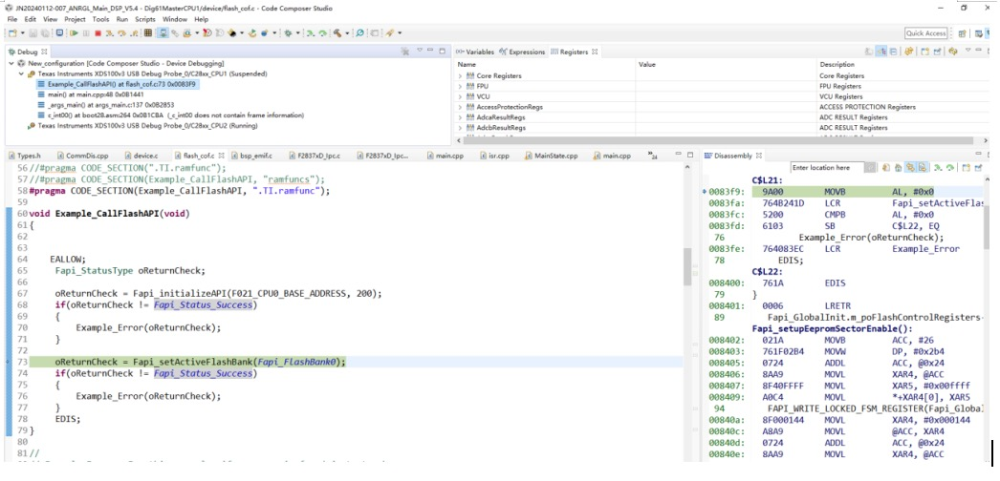 JN20240112-007_ANRGL_Main_DSP_V5.4 - Dig61MasterCPU1/device/flash_cof.c - Code Composer Studio
File Edit View Project Tools Run Scripts Window Help
Quick Access
Debug
New_configuration [Code Composer Studio - Device Debugging]
Texas Instruments XDS100v3 USB Debug Probe_0/C28xx_CPU1 (Suspended)
Example_CallFlashAPI() at flash_cof.c:73 0x0083F9
main() at main.cpp:48 0x0B1441
_args_main() at args_main.c:137 0x0B2853
c_int00() at boot28.asm:264 0x0B1CBA (_c_int00 does not contain frame information)
Texas Instruments XDS100v3 USB Debug Probe_0/C28xx_CPU2 (Running)
(x)= Variables Expressions Registers
Name Value Description
Core Registers Core Registers
FPU FPU Registers
VCU VCU Registers
AccessProtectionRegs ACCESS PROTECTION Registers
AdcaResultRegs ADC RESULT Registers
AdcbResultRegs ADC RESULT Registers
Types.h CommDis.cpp device.c flash_cof.c bsp_emif.c F2837xD_Ipc.c F2837xD_Ipc... main.cpp isr.cpp MainState.cpp main.cpp
56 //#pragma CODE_SECTION(".TI.ramfunc");
57 //#pragma CODE_SECTION(Example_CallFlashAPI, "ramfuncs");
58 #pragma CODE_SECTION(Example_CallFlashAPI, ".TI.ramfunc");
59
60 void Example_CallFlashAPI(void)
61 {
62
63
64 EALLOW;
65 Fapi_StatusType oReturnCheck;
66
67 oReturnCheck = Fapi_initializeAPI(F021_CPU0_BASE_ADDRESS, 200);
68 if(oReturnCheck != Fapi_Status_Success)
69 {
70 Example_Error(oReturnCheck);
71 }
72
73 oReturnCheck = Fapi_setActiveFlashBank(Fapi_FlashBank0);
74 if(oReturnCheck != Fapi_Status_Success)
75 {
76 Example_Error(oReturnCheck);
77 }
78 EDIS;
79 }
80
81 //
Disassembly
Enter location here
C$L21:
0083f9: 9A00 MOVB AL, #0x0
0083fa: 764B241D LCR Fapi_setActiveFlas
0083fc: 5200 CMPB AL, #0x0
0083fd: 6103 SB C$L22, EQ
76 Example_Error(oReturnCheck);
0083fe: 764083EC LCR Example_Error
78 EDIS;
C$L22:
008400: 761A EDIS
79 }
008401: 0006 LRETR
89 Fapi_GlobalInit.m_poFlashControlRegisters-
Fapi_setupEepromSectorEnable():
008402: 021A MOVB ACC, #26
008403: 761F02B4 MOVW DP, #0x2b4
008405: 0724 ADDL ACC, @0x24
008406: 8AA9 MOVL XAR4, @ACC
008407: 8F40FFFF MOVL XAR5, #0x00ffff
008409: A0C4 MOVL *+XAR4[0], XAR5
94 FAPI_WRITE_LOCKED_FSM_REGISTER(Fapi_Global
00840a: 8F000144 MOVL XAR4, #0x000144
00840c: A8A9 MOVL @ACC, XAR4
00840d: 0724 ADDL ACC, @0x24
00840e: 8AA9 MOVL XAR4, @ACC